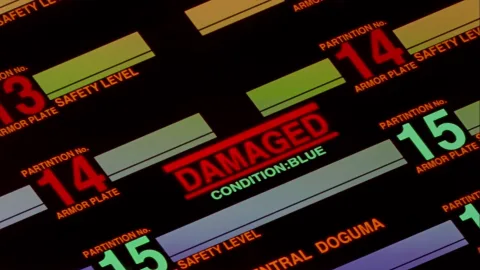 PARTINTION No.
13
ARMOR PLATE
SAFETY LEVEL
PARTINTION No.
14
ARMOR PLATE
SAFETY LEVEL
PARTINTION No.
14
ARMOR PLATE
DAMAGED
CONDITION:BLUE
PARTINTION No.
15
ARMOR PLATE
PARTINTION No.
15
SAFETY LEVEL
NTRAL DOGUMA